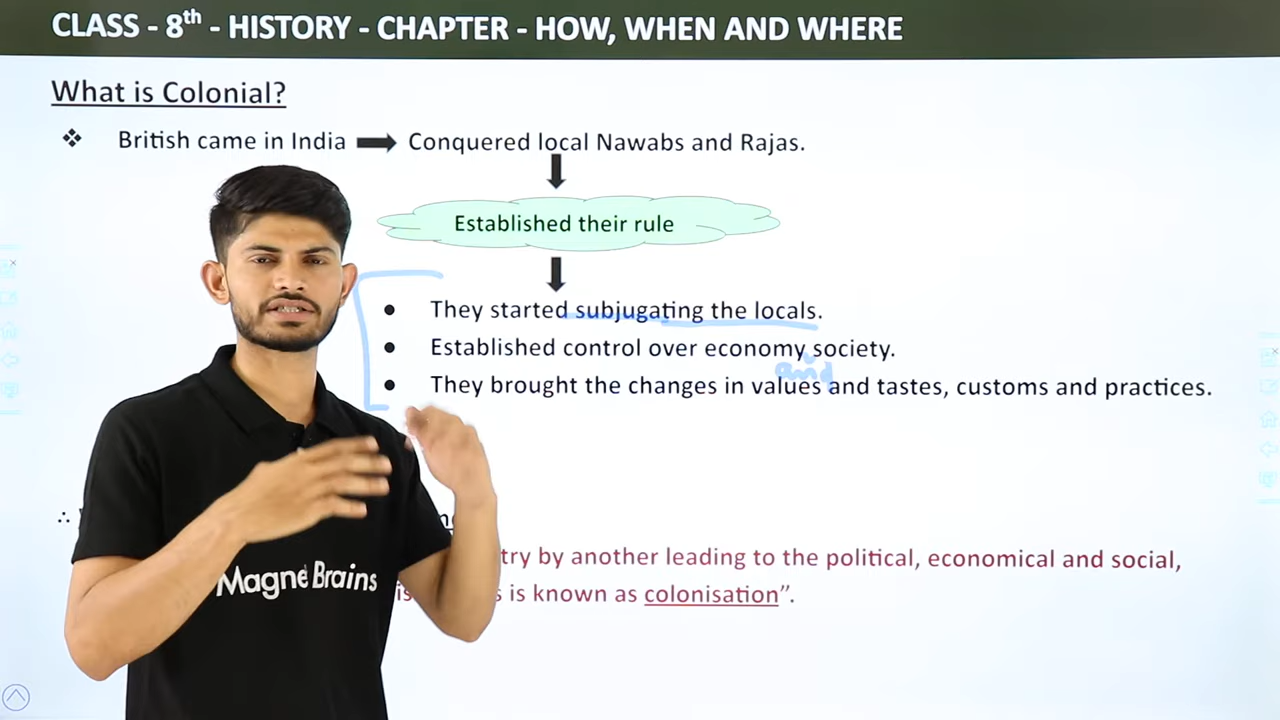 CLASS - 8th - HISTORY - CHAPTER - HOW, WHEN AND WHERE
What is Colonial?
❖ British came in India ➡ Conquered local Nawabs and Rajas.
Established their rule
• They started subjugating the locals.
• Established control over economy society.
and
• They brought the changes in values and tastes, customs and practices.
∴
try by another leading to the political, economical and social,
is known as colonisation”.
Magnet Brains